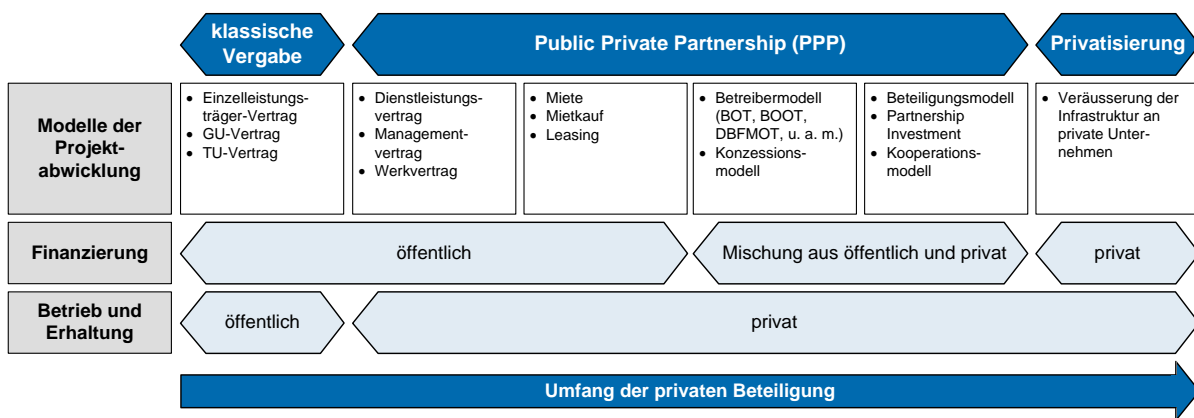 klassische
Vergabe
Public Private Partnership (PPP)
Privatisierung
Modelle der
Projekt-
abwicklung
• Einzelleistungs-
träger-Vertrag
• GU-Vertrag
• TU-Vertrag
• Dienstleistungs-
vertrag
• Management-
vertrag
• Werkvertrag
• Miete
• Mietkauf
• Leasing
• Betreibermodell
(BOT, BOOT,
DBFMOT, u. a. m.)
• Konzessions-
modell
• Beteiligungsmodell
• Partnership
Investment
• Kooperations-
modell
• Veräusserung der
Infrastruktur an
private Unter-
nehmen
Finanzierung
öffentlich
Mischung aus öffentlich und privat
privat
Betrieb und
Erhaltung
öffentlich
privat
Umfang der privaten Beteiligung